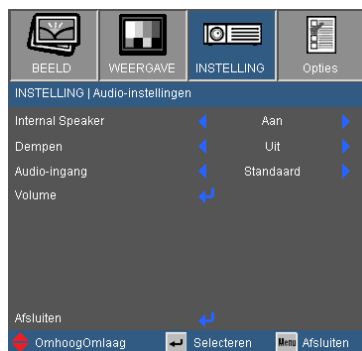 BEELD WEERGAVE INSTELLING Opties
INSTELLING | Audio-instellingen
Internal Speaker Aan
Dempen Uit
Audio-ingang Standaard
Volume
Afsluiten
OmhoogOmlaag Selecteren Menu Afsluiten